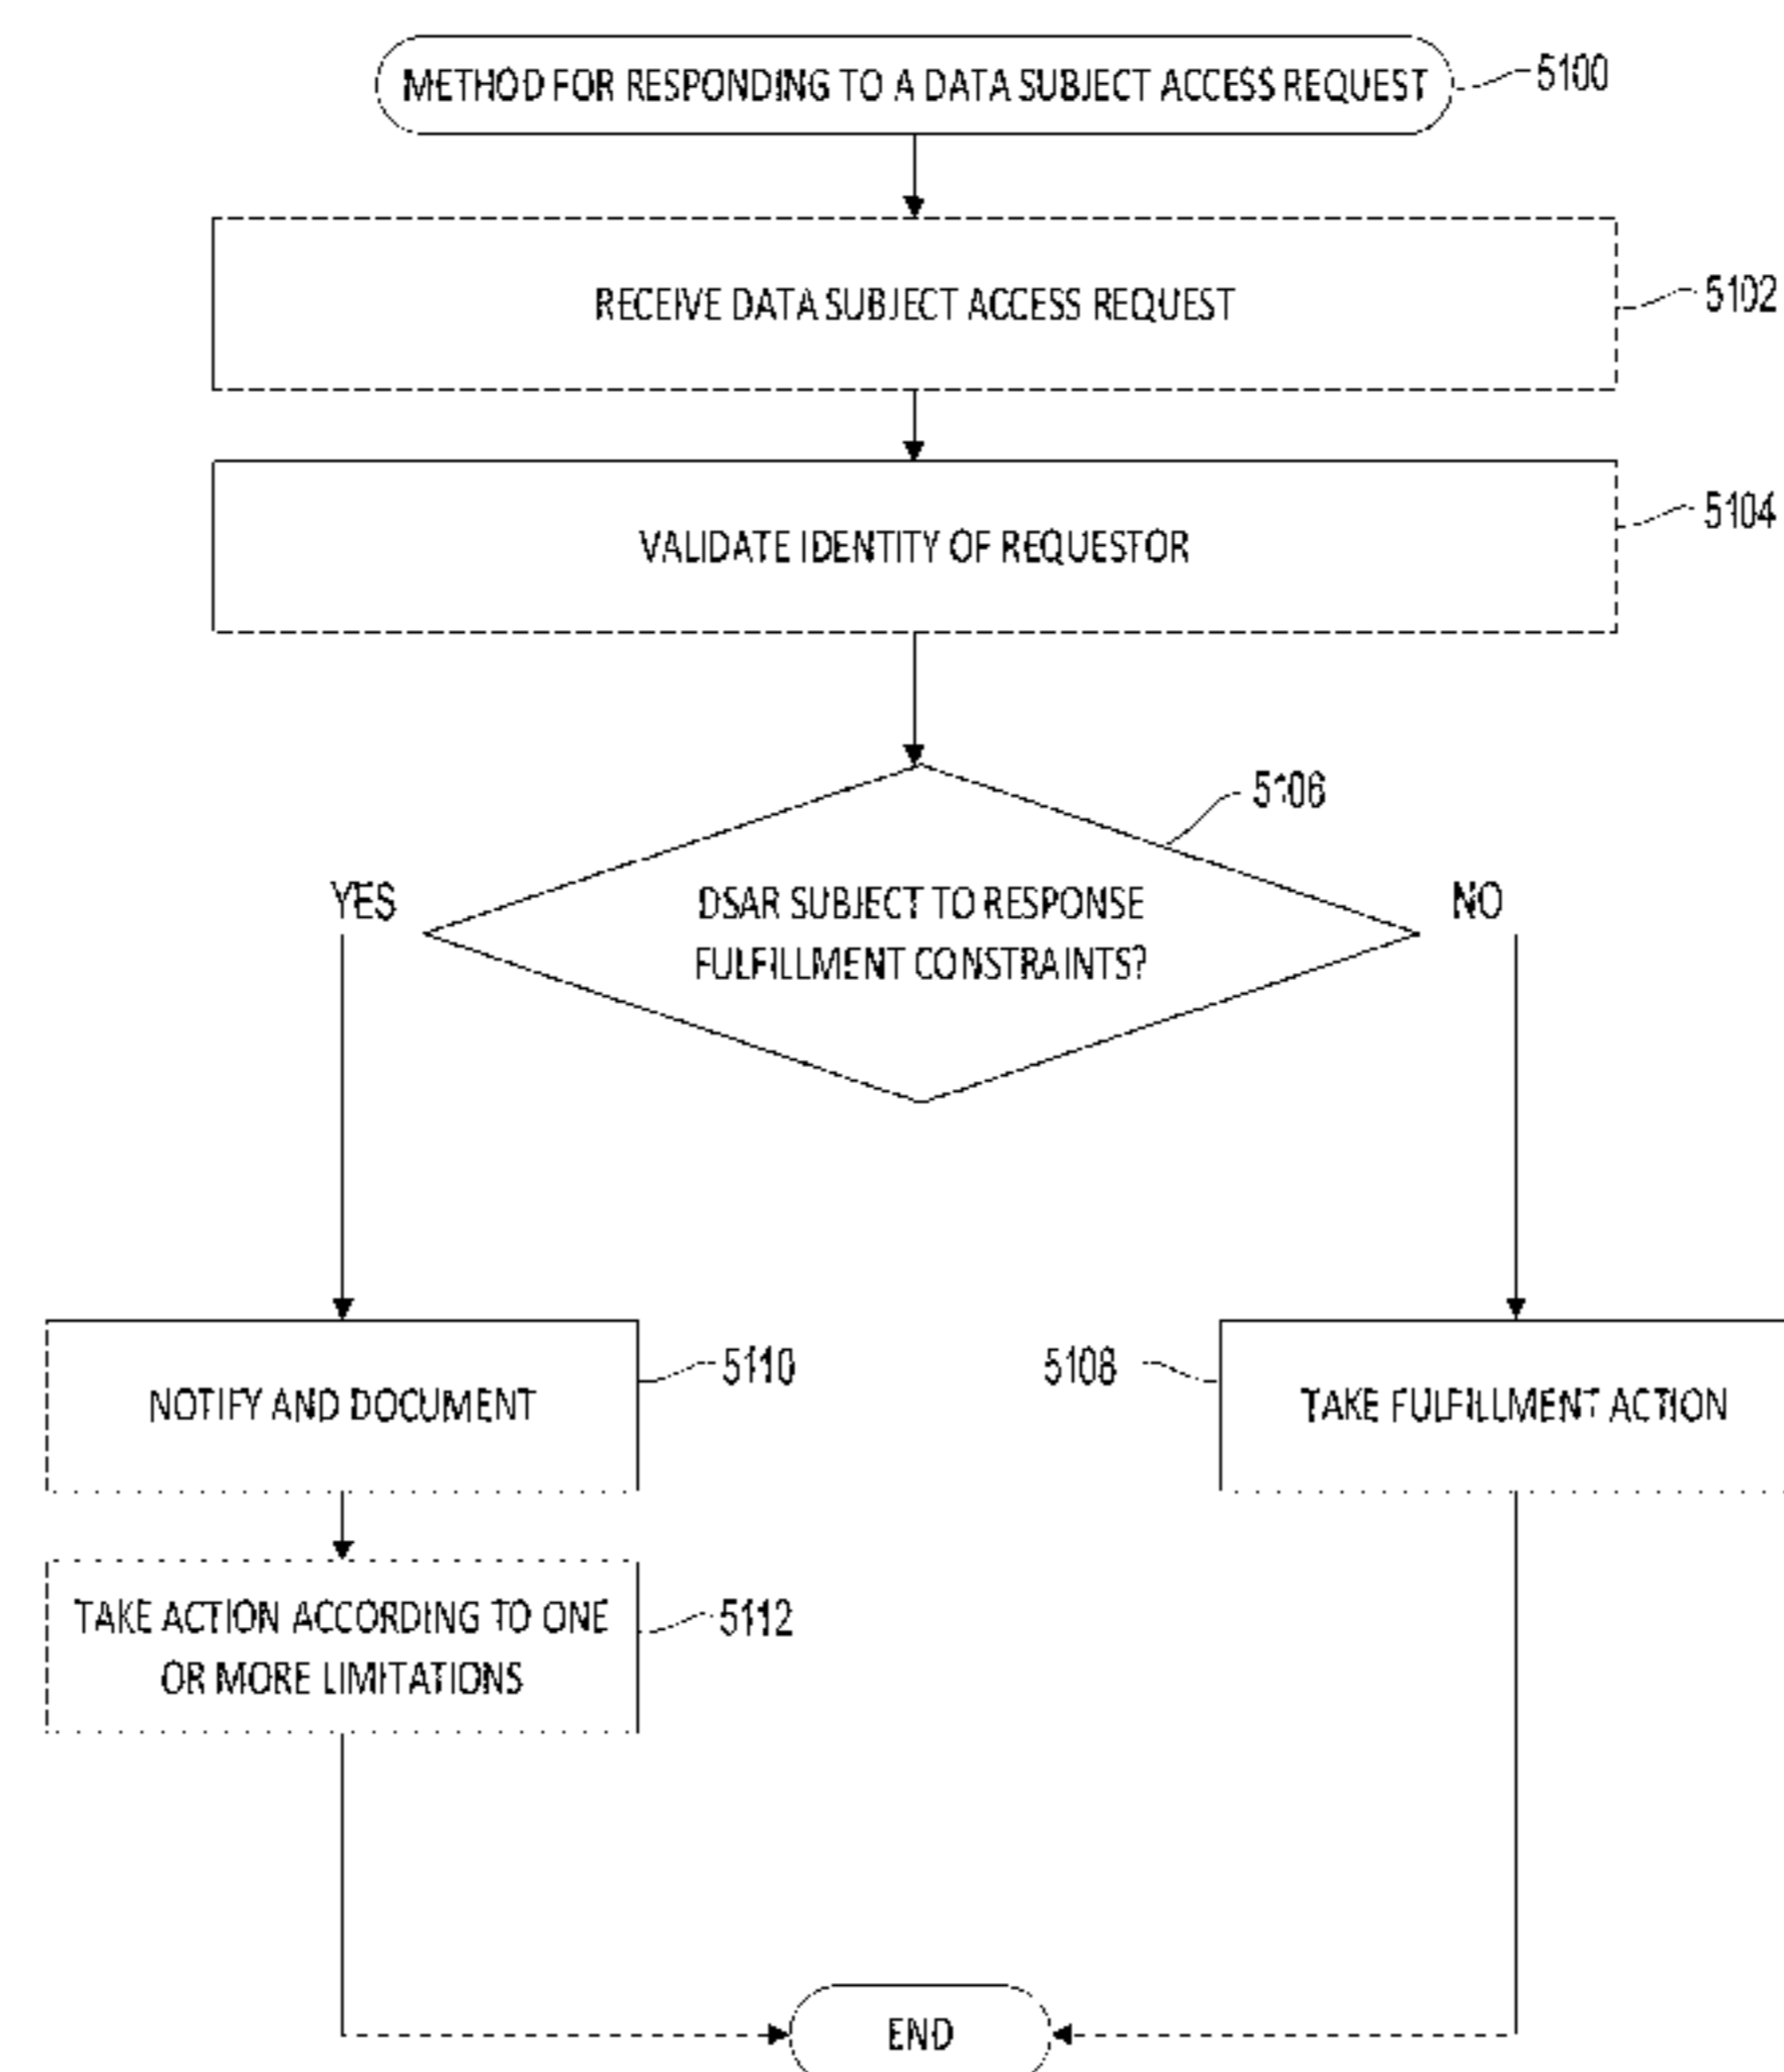 METHOD FOR RESPONDING TO A DATA SUBJECT ACCESS REQUEST
5100
RECEIVE DATA SUBJECT ACCESS REQUEST
5102
VALIDATE IDENTITY OF REQUESTOR
5104
5106
YES
DSAR SUBJECT TO RESPONSE
FULFILLMENT CONSTRAINTS?
NO
NOTIFY AND DOCUMENT
5110
5108
TAKE FULFILLMENT ACTION
TAKE ACTION ACCORDING TO ONE
OR MORE LIMITATIONS
5112
END